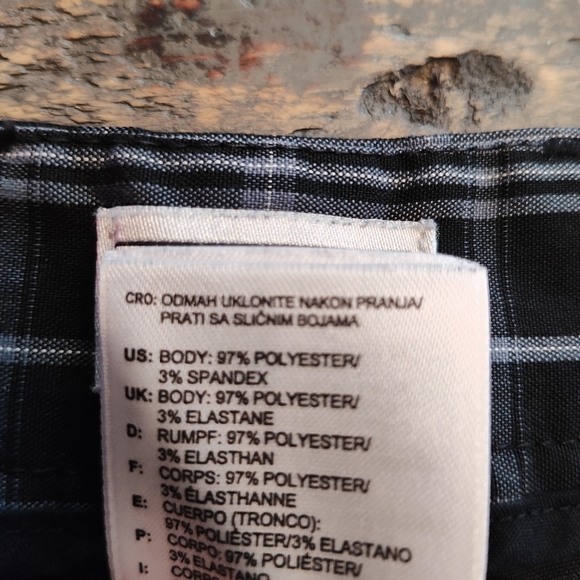 CRO: ODMAH UKLONITE NAKON PRANJA/
PRATI SA SLIČNIM BOJAMA
US: BODY: 97% POLYESTER/
3% SPANDEX
UK: BODY: 97% POLYESTER/
3% ELASTANE
D: RUMPF: 97% POLYESTER/
3% ELASTHAN
F: CORPS: 97% POLYESTER/
3% ÉLASTHANNE
E: CUERPO (TRONCO):
97% POLIÉSTER/3% ELASTANO
P: CORPO: 97% POLIÉSTER/
3% ELASTANO
I: